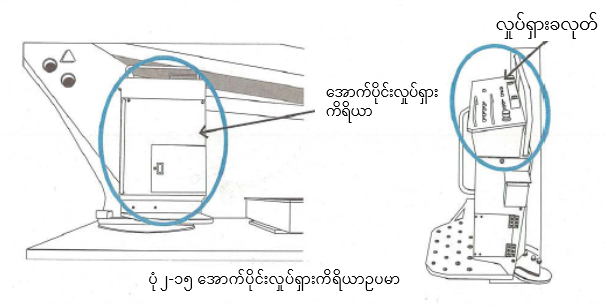 လှုပ်ရှားခလုတ်
အောက်ပိုင်းလှုပ်ရှား
ကိရိယာ
ပုံ ၂-၁၅ အောက်ပိုင်းလှုပ်ရှားကိရိယာဥပမာ